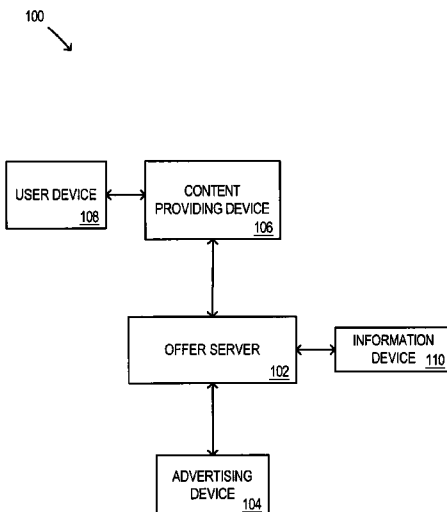 100
USER DEVICE
108
CONTENT
PROVIDING DEVICE
106
OFFER SERVER
102
INFORMATION
DEVICE
110
ADVERTISING
DEVICE
104